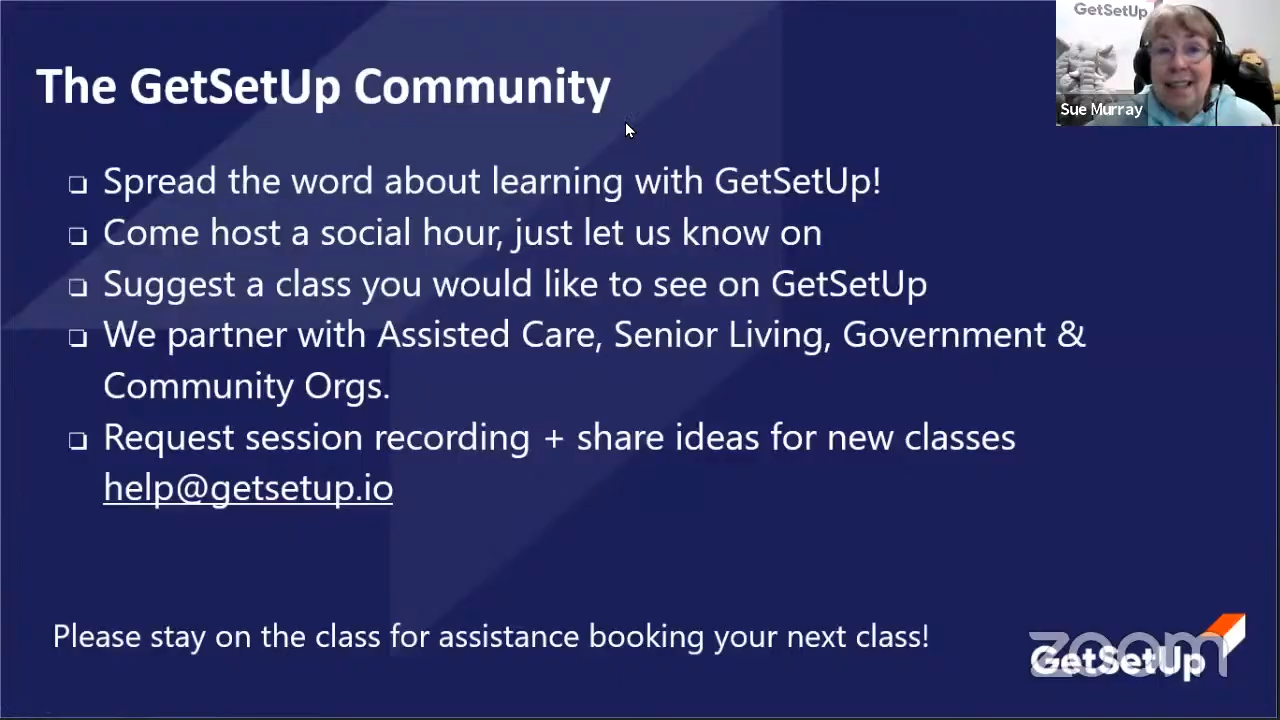 GetSetUp
Sue Murray
The GetSetUp Community
❏ Spread the word about learning with GetSetUp!
❏ Come host a social hour, just let us know on
❏ Suggest a class you would like to see on GetSetUp
❏ We partner with Assisted Care, Senior Living, Government &
Community Orgs.
❏ Request session recording + share ideas for new classes
help@getsetup.io
Please stay on the class for assistance booking your next class!
zoom
GetSetUp